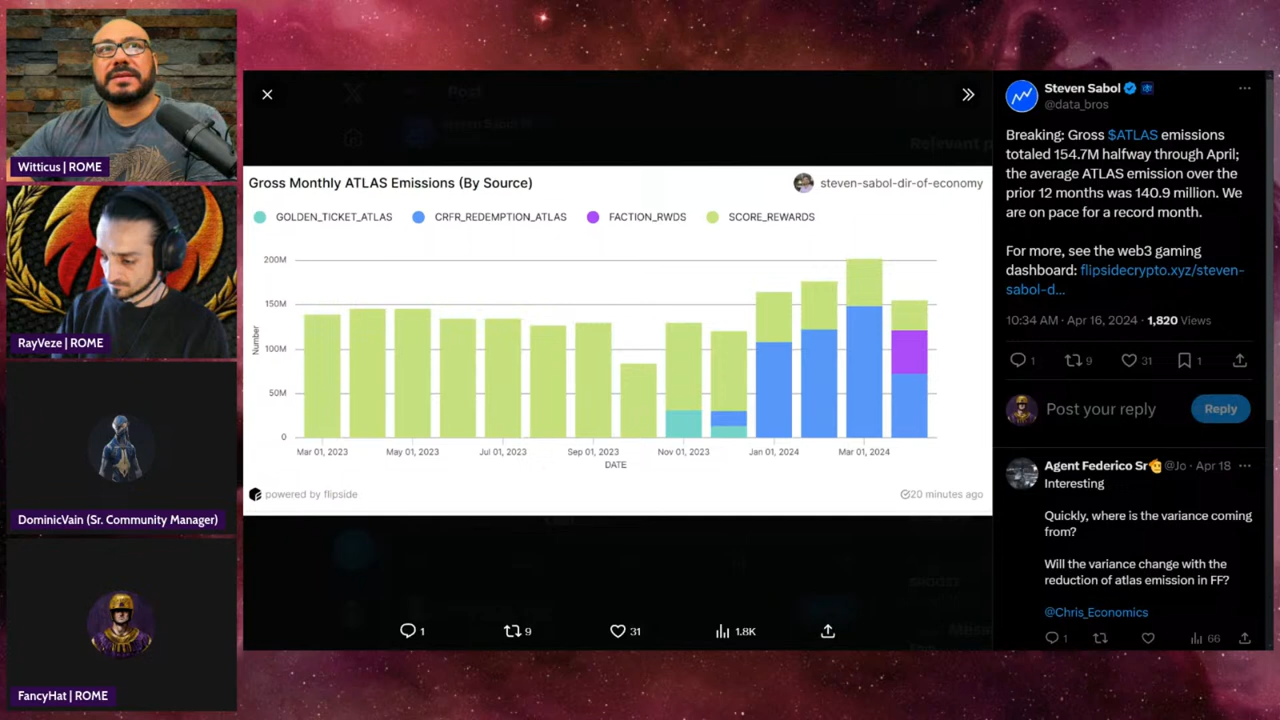 Witticus | ROME
RayVeze | ROME
DominicVain (Sr. Community Manager)
FancyHat | ROME
Post
Gross Monthly ATLAS Emissions (By Source)
steven-sabol-dir-of-economy
GOLDEN_TICKET_ATLAS
CRFR_REDEMPTION_ATLAS
FACTION_RWDS
SCORE_REWARDS
200M
150M
100M
50M
0
Number
Mar 01, 2023
May 01, 2023
Jul 01, 2023
Sep 01, 2023
Nov 01, 2023
Jan 01, 2024
Mar 01, 2024
DATE
powered by flipside
20 minutes ago
1
9
31
1.8K
Steven Sabol
@data_bros
Breaking: Gross $ATLAS emissions
totaled 154.7M halfway through April;
the average ATLAS emission over the
prior 12 months was 140.9 million. We
are on pace for a record month.
For more, see the web3 gaming
dashboard: flipsidecrypto.xyz/steven-
sabol-d...
10:34 AM · Apr 16, 2024 · 1,820 Views
1
9
31
1
Post your reply
Reply
Agent Federico Sr @Jo · Apr 18
Interesting
Quickly, where is the variance coming
from?
Will the variance change with the
reduction of atlas emission in FF?
@Chris_Economics
1
66